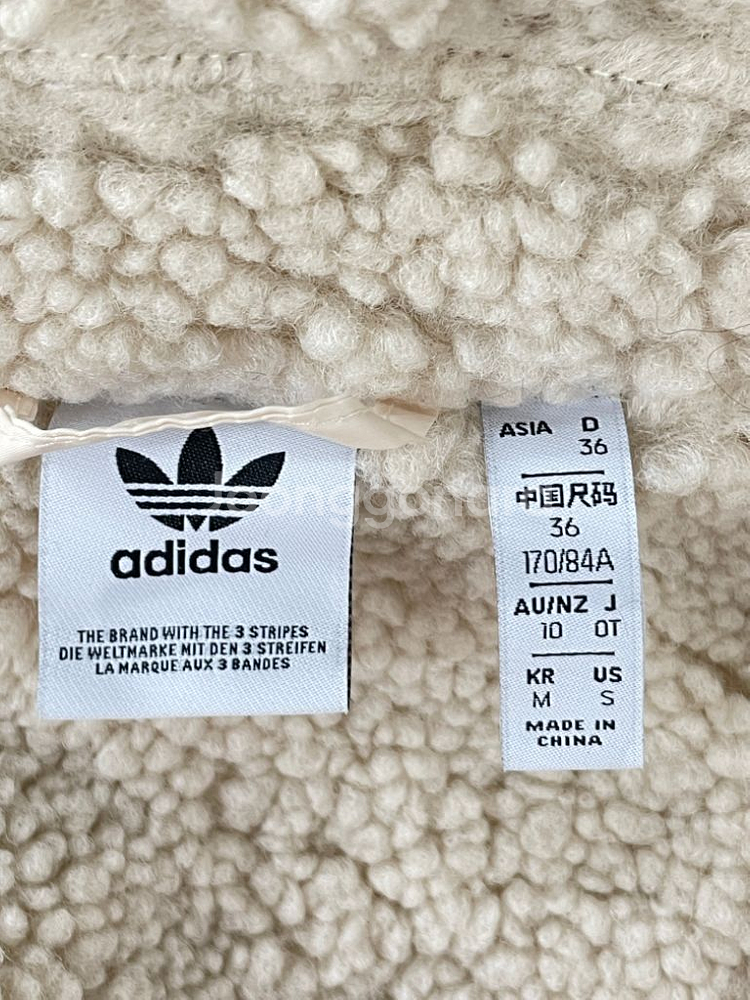 adidas
THE BRAND WITH THE 3 STRIPES
DIE WELTMARKE MIT DEN 3 STREIFEN
LA MARQUE AUX 3 BANDES
ASIA D
36
中国尺码
36
170/84A
AU/NZ J
10 OT
KR US
M S
MADE IN
CHINA